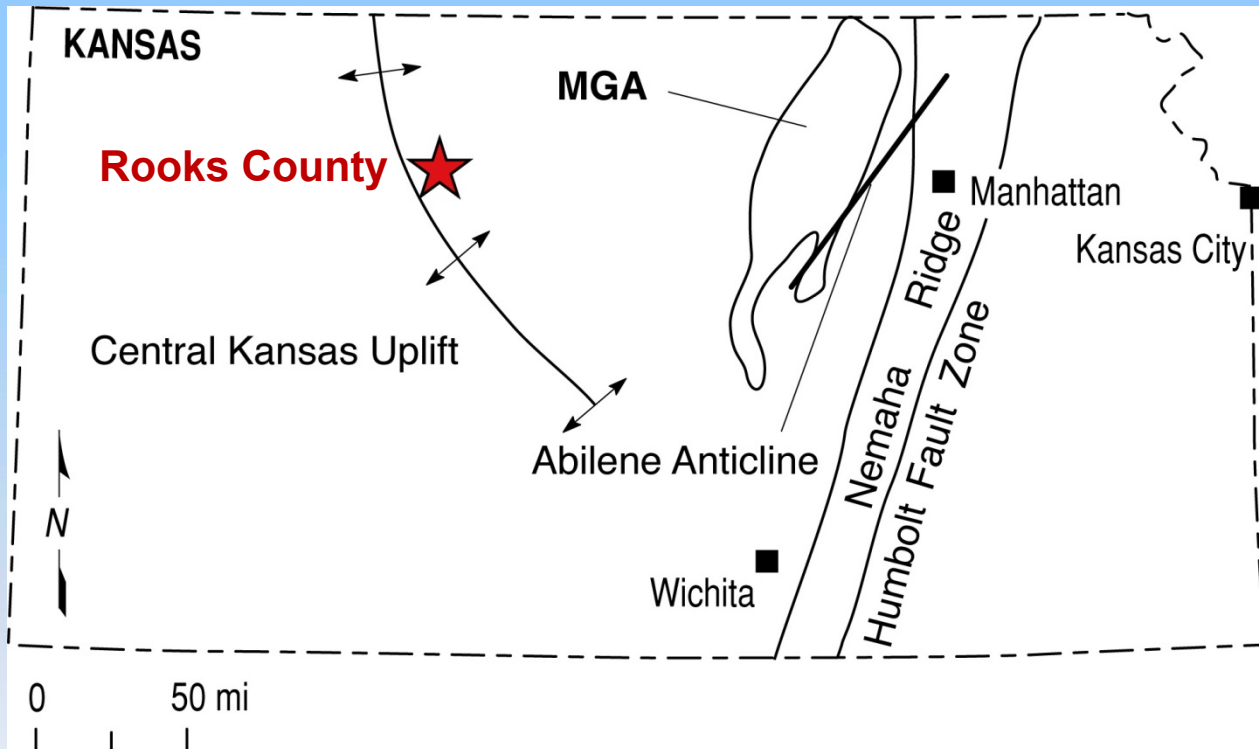 KANSAS
MGA
Rooks County
Manhattan
Kansas City
Nemaha Ridge
Humbolt Fault Zone
Central Kansas Uplift
Abilene Anticline
N
Wichita
0 50 mi